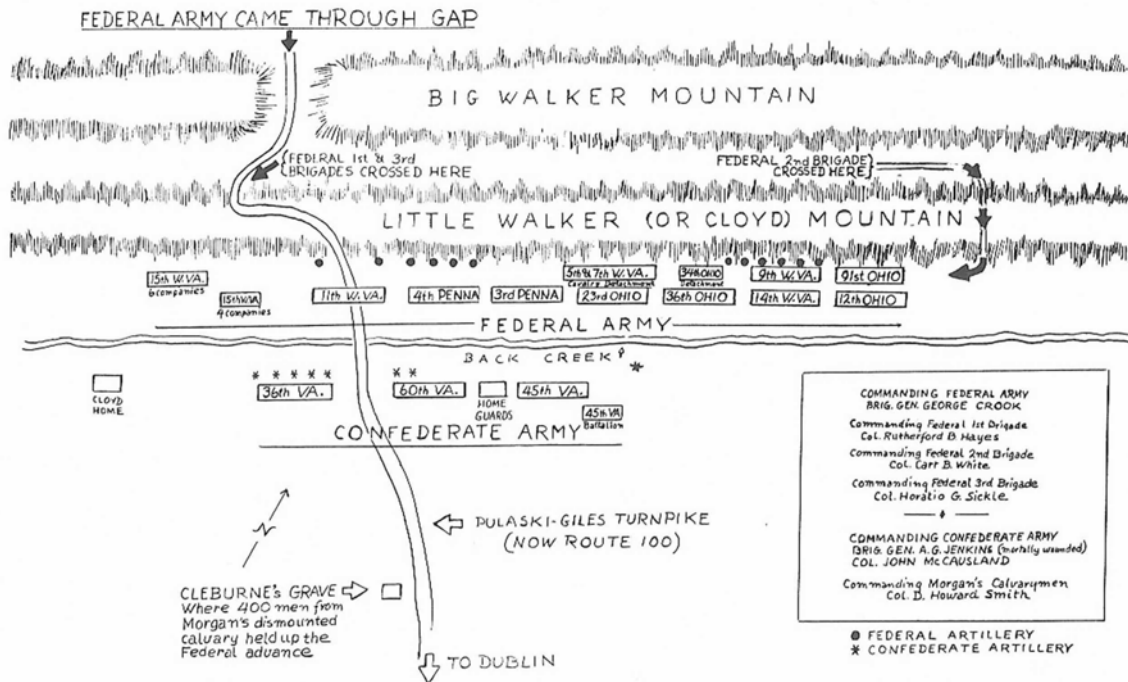 FEDERAL ARMY CAME THROUGH GAP
BIG WALKER MOUNTAIN
FEDERAL 1st & 3rd
BRIGADES CROSSED HERE
FEDERAL 2nd BRIGADE
CROSSED HERE
LITTLE WALKER (OR CLOYD) MOUNTAIN
15th W.VA.
6 companies
15th W.VA
9 companies
11th W.VA.
4th PENNA
3rd PENNA
5th & 7th W.VA.
Cavalry Detachment
23rd OHIO
34th OHIO
Detachment
36th OHIO
9th W.VA.
14th W.VA.
91st OHIO
12th OHIO
FEDERAL ARMY
BACK CREEK
CLOYD
HOME
36th VA.
60th VA.
HOME
GUARDS
45th VA.
45th VA
Battalion
CONFEDERATE ARMY
N
PULASKI-GILES TURNPIKE
(NOW ROUTE 100)
CLEBURNE'S GRAVE
Where 400 men from
Morgan's dismounted
calvary held up the
Federal advance
TO DUBLIN
COMMANDING FEDERAL ARMY
BRIG. GEN. GEORGE CROOK
Commanding Federal 1st Brigade
Col. Rutherford B. Hayes
Commanding Federal 2nd Brigade
Col. Carr B. White
Commanding Federal 3rd Brigade
Col. Horatio G. Sickle
COMMANDING CONFEDERATE ARMY
BRIG. GEN. A.G. JENKINS (mortally wounded)
COL. JOHN McCAUSLAND
Commanding Morgan's Calvarymen
Col. D. Howard Smith
FEDERAL ARTILLERY
CONFEDERATE ARTILLERY